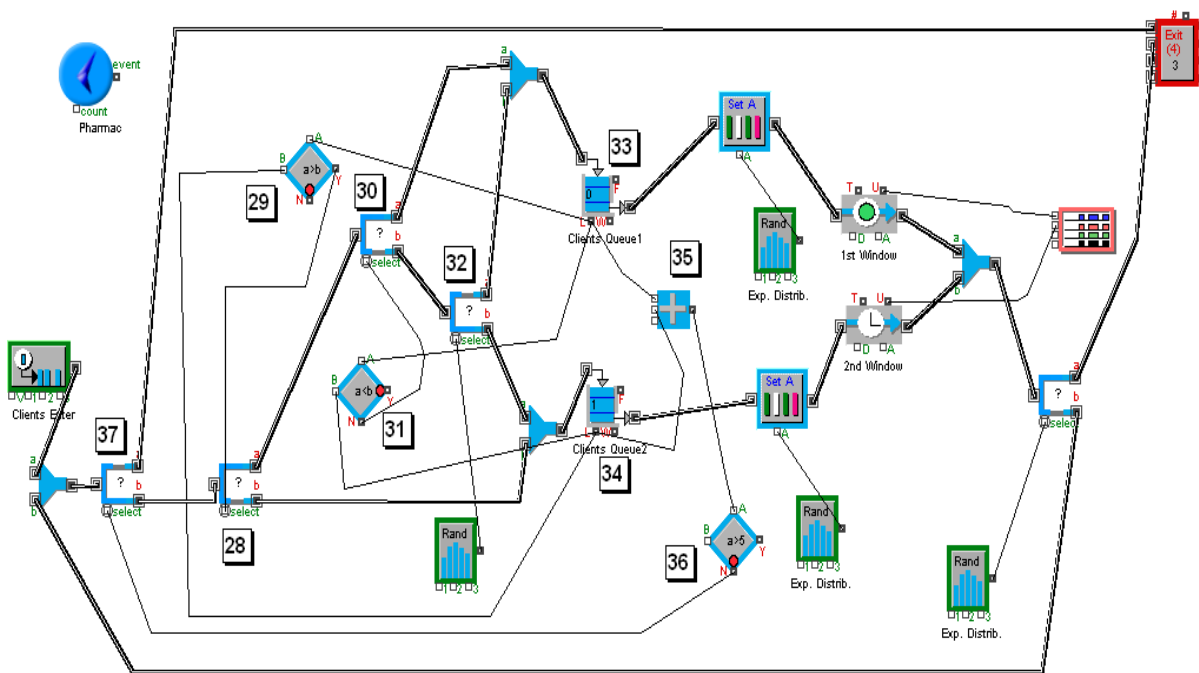 #
Exit
(4)
3
event
count
Pharmac
a
b
A
B
a>b
Y
N
29
30
?
a
b
select
33
0
F
L W
Clients Queue1
Set A
A
Rand
1 2 3
Exp. Distrib.
T U
D A
1st Window
a
b
32
?
b
select
35
T U
D A
2nd Window
Clients Enter
V 1 2 3
A
B
a<b
Y
N
31
1
F
L W
Clients Queue2
34
Set A
A
?
a
b
select
37
a
b
?
b
select
?
a
b
select
28
a
Rand
1 2 3
A
B
a>5
Y
N
36
Rand
1 2 3
Exp. Distrib.
Rand
1 2 3
Exp. Distrib.